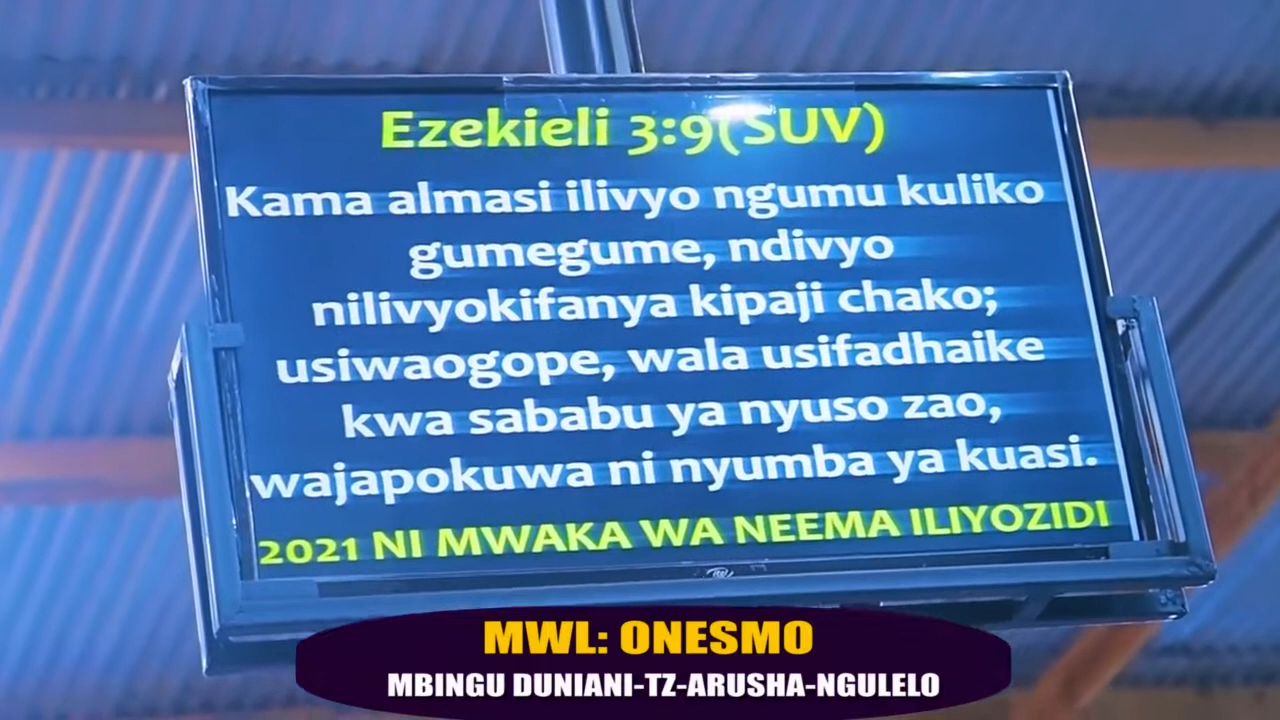 Ezekieli 3:9(SUV)
Kama almasi ilivyo ngumu kuliko
gumegume, ndivyo
nilivyokifanya kipaji chako;
usiwaogope, wala usifadhaike
kwa sababu ya nyuso zao,
wajapokuwa ni nyumba ya kuasi.
2021 NI MWAKA WA NEEMA ILIYOZIDI
MWL: ONESMO
MBINGU DUNIANI-TZ-ARUSHA-NGULELO